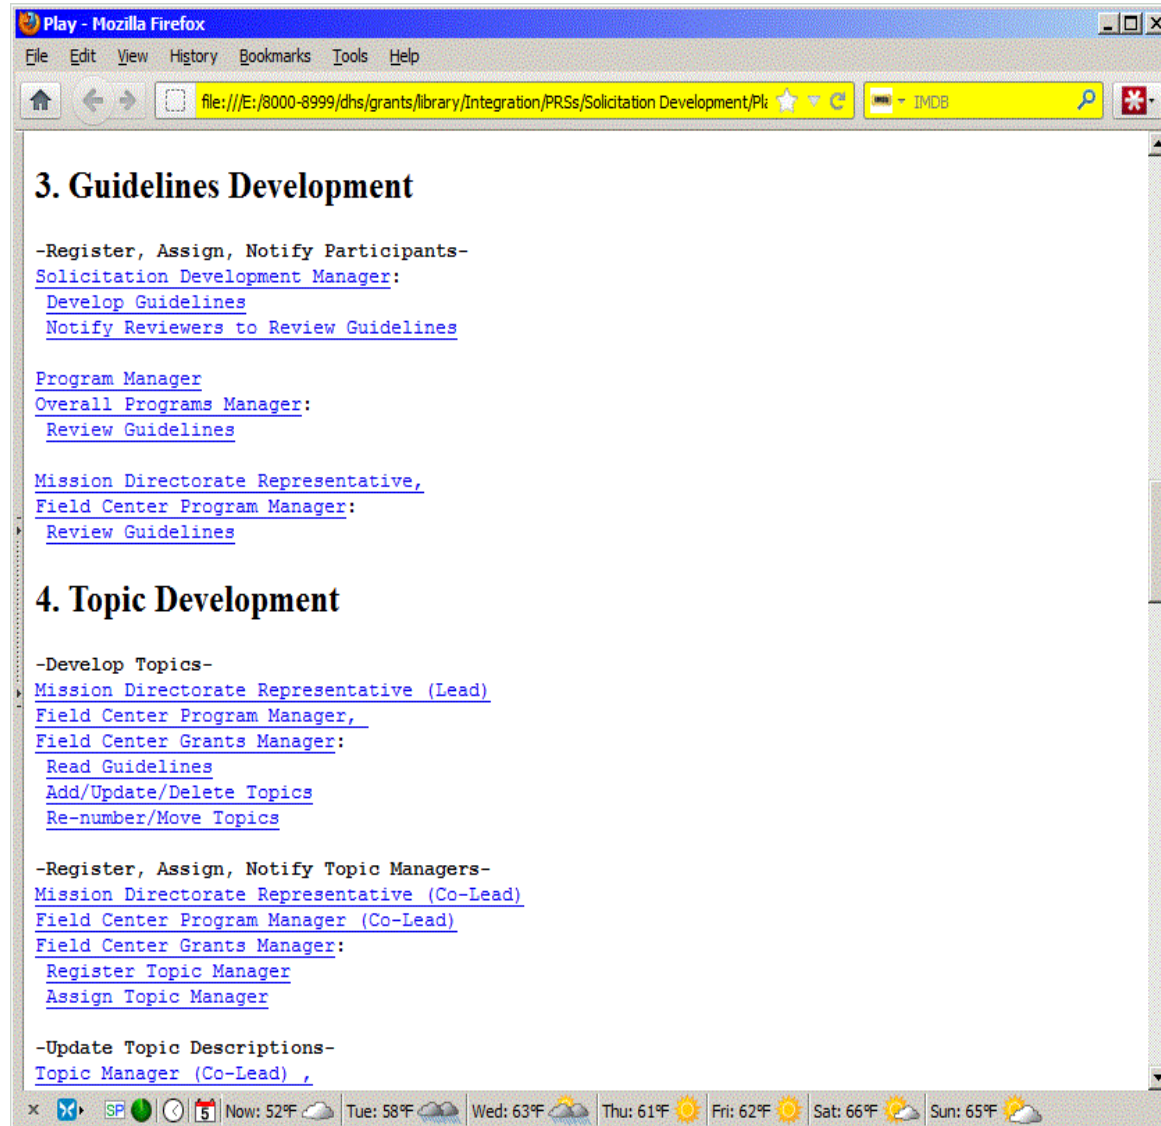 Play - Mozilla Firefox
File Edit View History Bookmarks Tools Help
file:///E:/8000-8999/dhs/grants/library/Integration/PRSs/Solicitation Development/Pla IMDB
3. Guidelines Development
-Register, Assign, Notify Participants-
Solicitation Development Manager:
Develop Guidelines
Notify Reviewers to Review Guidelines
Program Manager
Overall Programs Manager:
Review Guidelines
Mission Directorate Representative,
Field Center Program Manager:
Review Guidelines
4. Topic Development
-Develop Topics-
Mission Directorate Representative (Lead)
Field Center Program Manager,
Field Center Grants Manager:
Read Guidelines
Add/Update/Delete Topics
Re-number/Move Topics
-Register, Assign, Notify Topic Managers-
Mission Directorate Representative (Co-Lead)
Field Center Program Manager (Co-Lead)
Field Center Grants Manager:
Register Topic Manager
Assign Topic Manager
-Update Topic Descriptions-
Topic Manager (Co-Lead) ,
SP 5 Now: 52°F Tue: 58°F Wed: 63°F Thu: 61°F Fri: 62°F Sat: 66°F Sun: 65°F